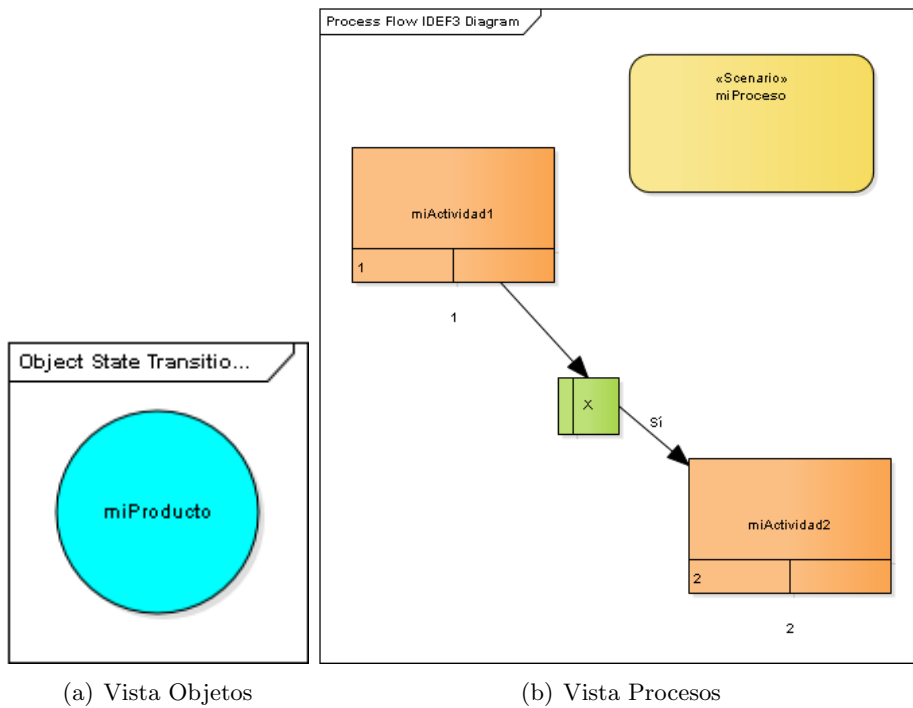 Process Flow IDEF3 Diagram
«Scenario»
miProceso
miActividad1
1
1
X
Sí
miActividad2
2
2
Object State Transitio...
miProducto
(a) Vista Objetos
(b) Vista Procesos